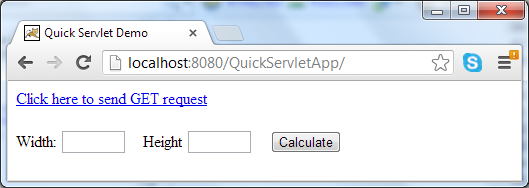 Quick Servlet Demo
localhost:8080/QuickServletApp/
Click here to send GET request
Width: Height Calculate